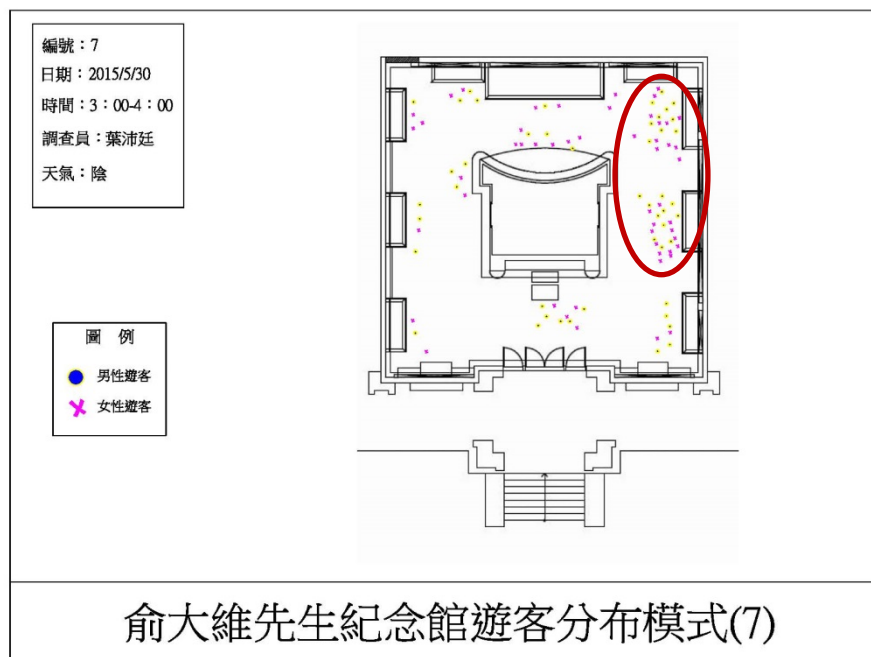 編號：7
日期：2015/5/30
時間：3：00-4：00
調查員：葉沛廷
天氣：陰
圖 例
男性遊客
女性遊客
俞大維先生紀念館遊客分布模式(7)